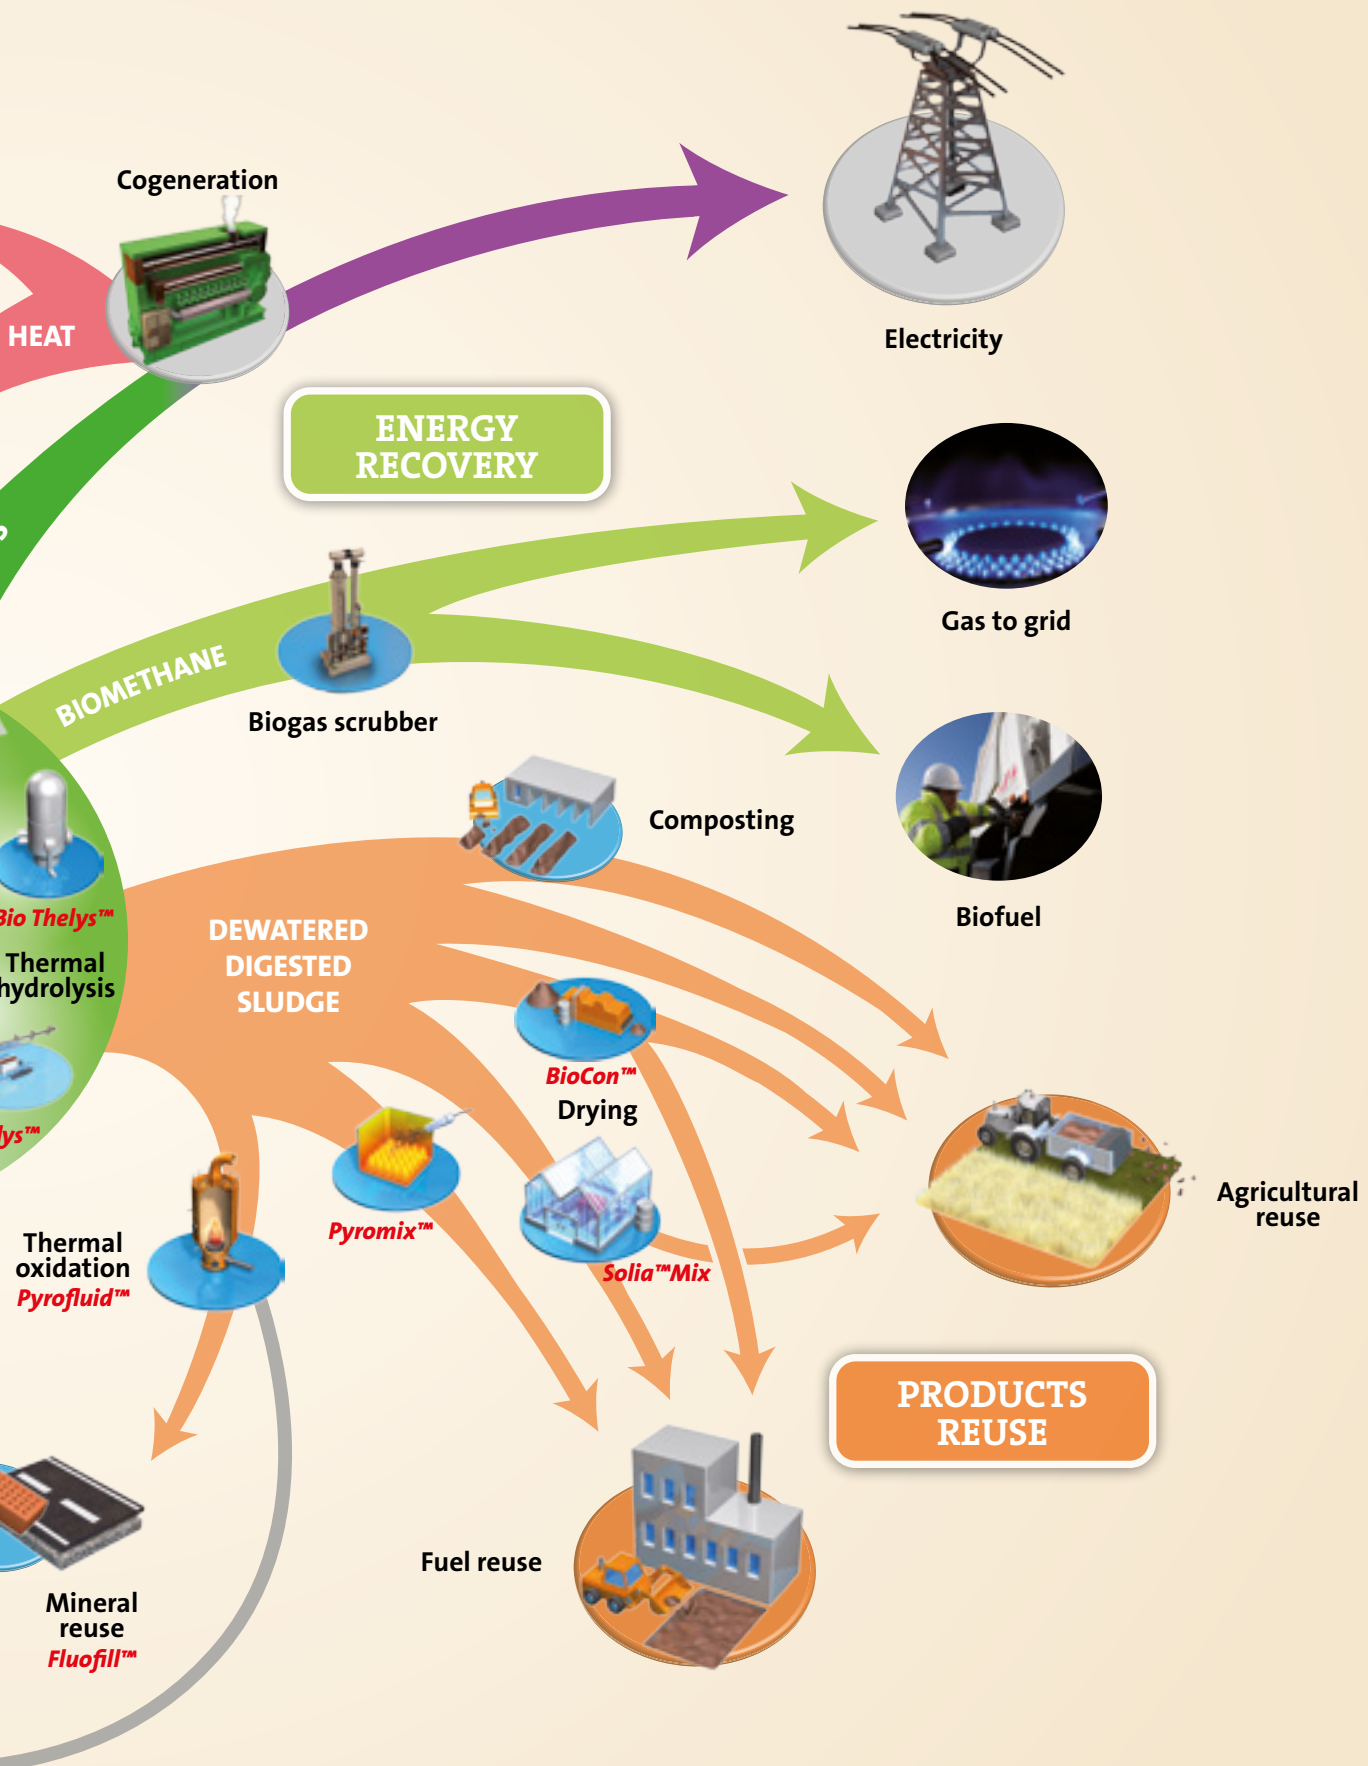 Cogeneration
HEAT
Electricity
ENERGY
RECOVERY
Gas to grid
BIOMETHANE
Biogas scrubber
Composting
Biofuel
Bio Thelys™
Thermal
hydrolysis
DEWATERED
DIGESTED
SLUDGE
BioCon™
Drying
Pyromix™
Solia™Mix
Agricultural
reuse
Thermal
oxidation
Pyrofluid™
PRODUCTS
REUSE
Fuel reuse
Mineral
reuse
Fluofill™